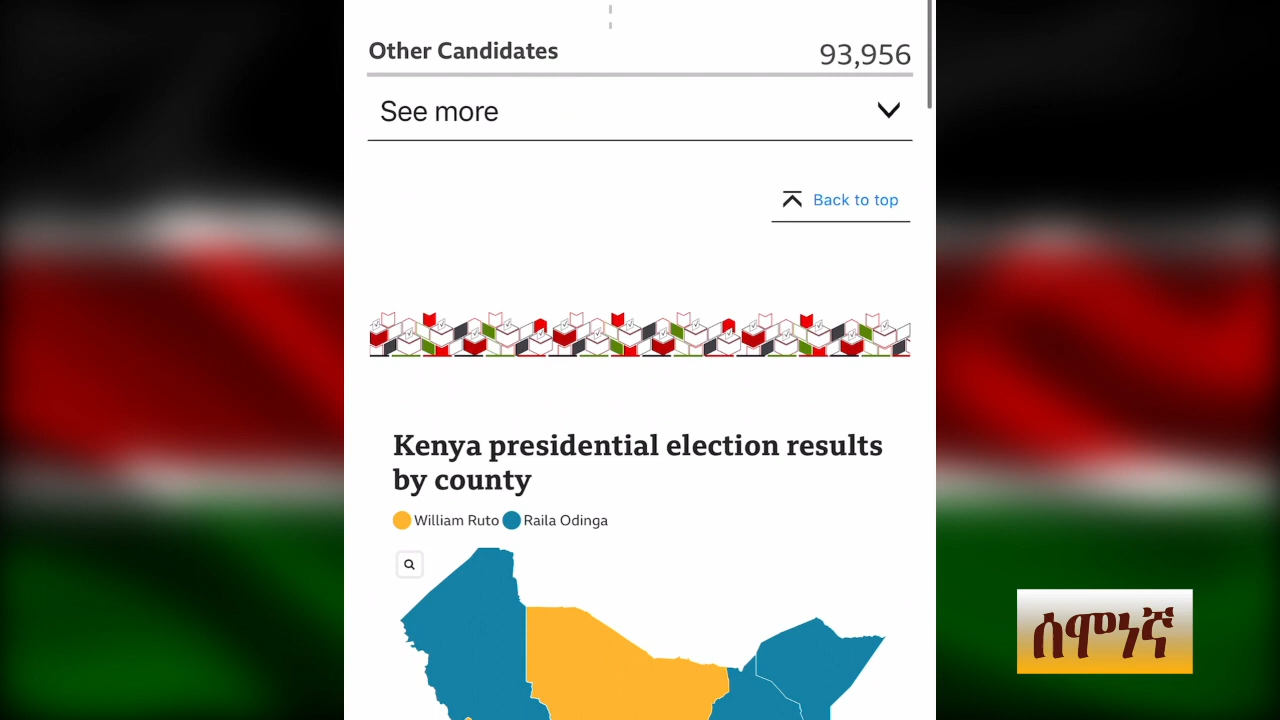 Other Candidates 93,956
See more
Back to top
Kenya presidential election results
by county
William Ruto Raila Odinga
ሰሞነኛ